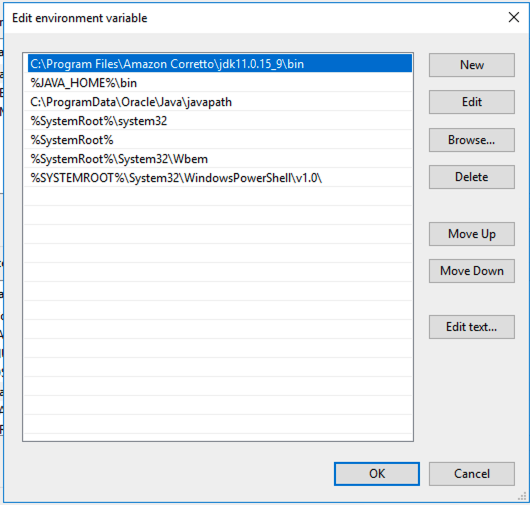 Edit environment variable
C:\Program Files\Amazon Corretto\jdk11.0.15_9\bin
%JAVA_HOME%\bin
C:\ProgramData\Oracle\Java\javapath
%SystemRoot%\system32
%SystemRoot%
%SystemRoot%\System32\Wbem
%SYSTEMROOT%\System32\WindowsPowerShell\v1.0\
New
Edit
Browse...
Delete
Move Up
Move Down
Edit text...
OK
Cancel